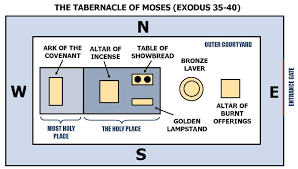 THE TABERNACLE OF MOSES (EXODUS 35-40)
N
OUTER COURTYARD
ARK OF THE
COVENANT
ALTAR OF
INCENSE
TABLE OF
SHOWBREAD
BRONZE
LAVER
W
E
ENTRANCE GATE
ALTAR OF
BURNT
OFFERINGS
GOLDEN
LAMPSTAND
MOST HOLY
PLACE
THE HOLY PLACE
S